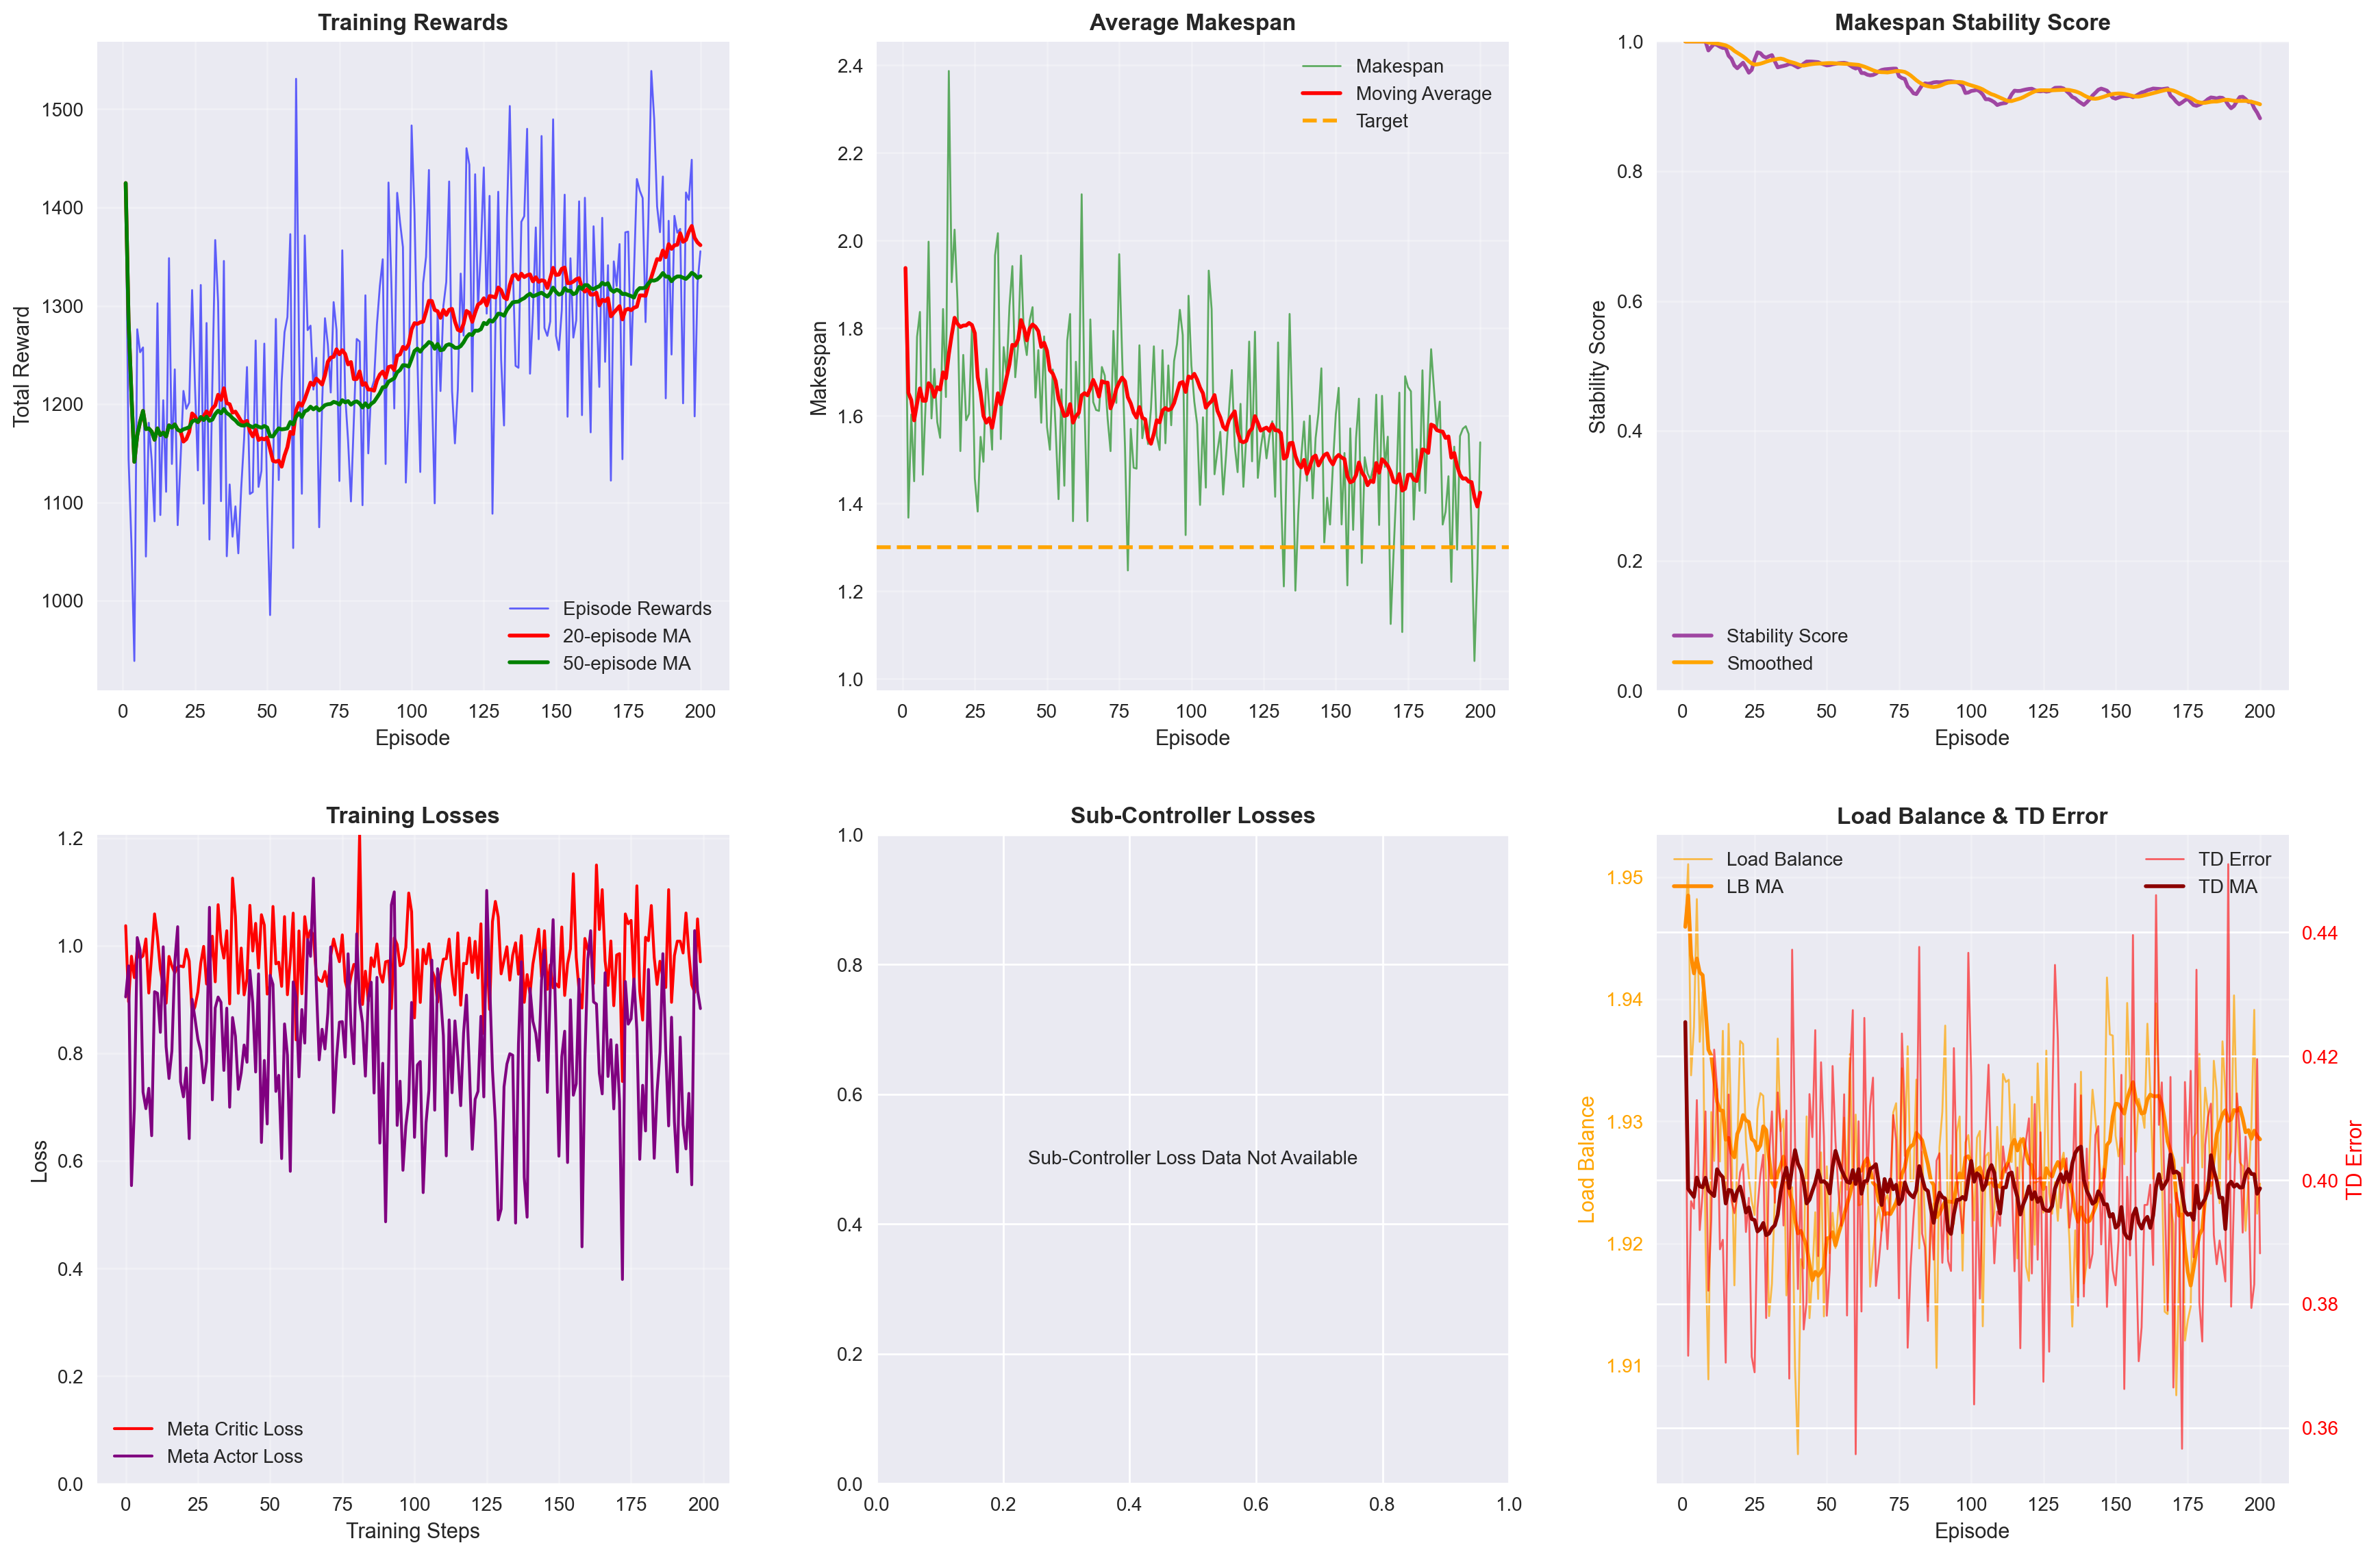 Training Rewards
Total Reward
1500
1400
1300
1200
1100
1000
Episode Rewards
20-episode MA
50-episode MA
0 25 50 75 100 125 150 175 200
Episode
Average Makespan
Makespan
2.4
2.2
2.0
1.8
1.6
1.4
1.2
1.0
Makespan
Moving Average
Target
0 25 50 75 100 125 150 175 200
Episode
Makespan Stability Score
Stability Score
1.0
0.8
0.6
0.4
0.2
0.0
Stability Score
Smoothed
0 25 50 75 100 125 150 175 200
Episode
Training Losses
Loss
1.2
1.0
0.8
0.6
0.4
0.2
0.0
Meta Critic Loss
Meta Actor Loss
0 25 50 75 100 125 150 175 200
Training Steps
Sub-Controller Losses
1.0
0.8
0.6
0.4
0.2
0.0
Sub-Controller Loss Data Not Available
0.0 0.2 0.4 0.6 0.8 1.0
Load Balance & TD Error
Load Balance
1.95
1.94
1.93
1.92
1.91
Load Balance
LB MA
TD Error
TD MA
0.44
0.42
0.40
0.38
0.36
TD Error
0 25 50 75 100 125 150 175 200
Episode